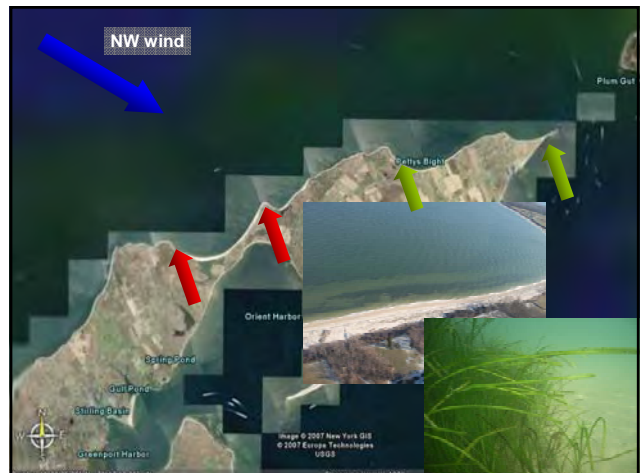 NW wind
Plum Gut
Pettys Bight
Orient Harbor
Spring Pond
Gull Pond
Stirling Basin
N
W
E
Greenport Harbor
Image © 2007 New York GIS
© 2007 Europa Technologies
USGS